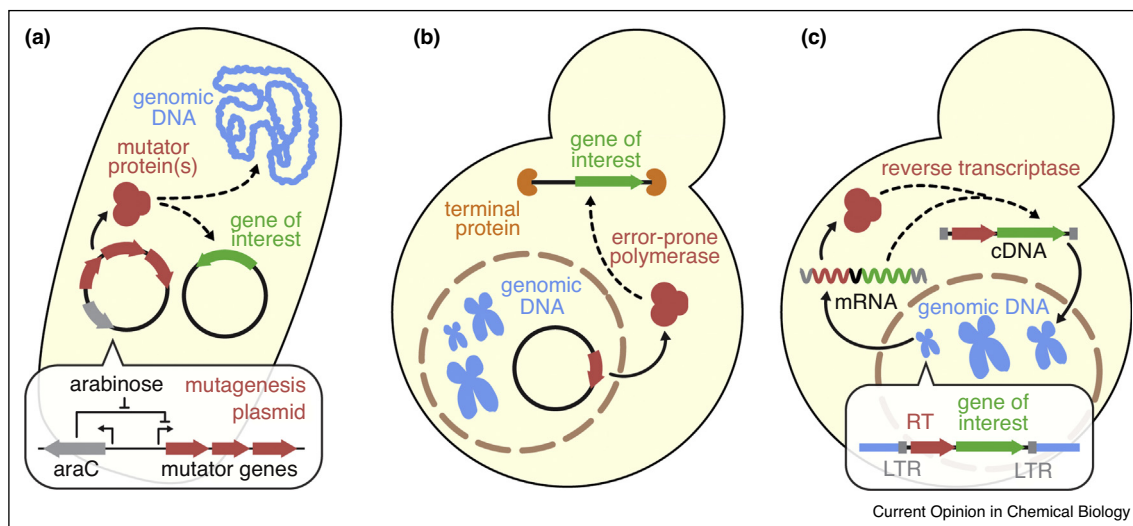 (a)
genomic
DNA
mutator
protein(s)
gene of
interest
arabinose
mutagenesis
plasmid
araC
mutator genes
(b)
gene of
interest
terminal
protein
error-prone
polymerase
genomic
DNA
(c)
reverse transcriptase
cDNA
mRNA
genomic DNA
RT
gene of
interest
LTR
LTR
Current Opinion in Chemical Biology